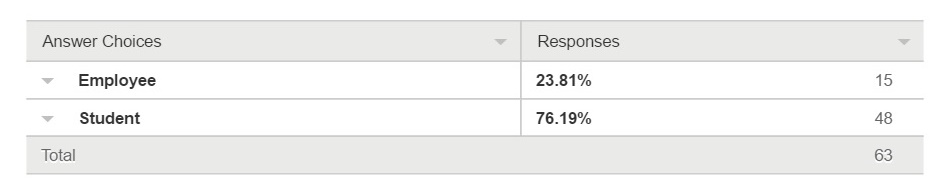 Answer Choices Responses
Employee 23.81% 15
Student 76.19% 48
Total 63